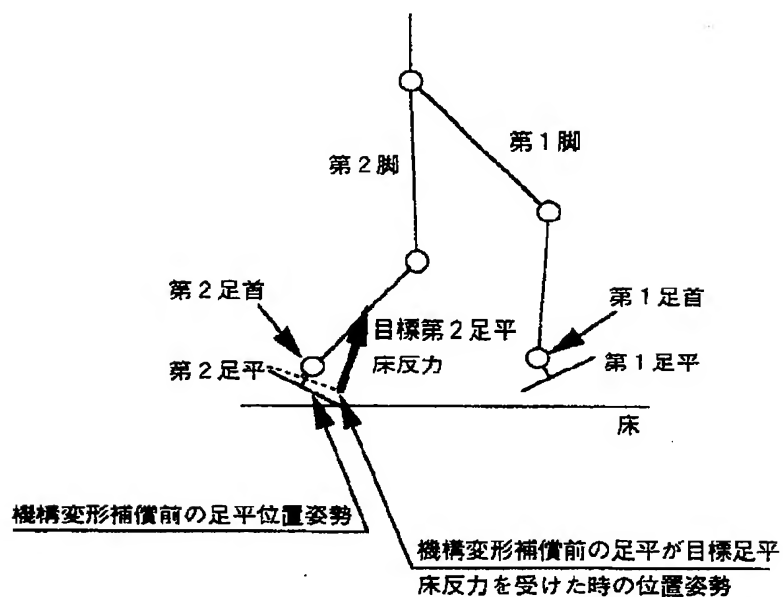 第1脚
第2脚
第2足首
第1足首
目標第2足平
床反力
第2足平
第1足平
床
機構変形補償前の足平位置姿勢
機構変形補償前の足平が目標足平
床反力を受けた時の位置姿勢